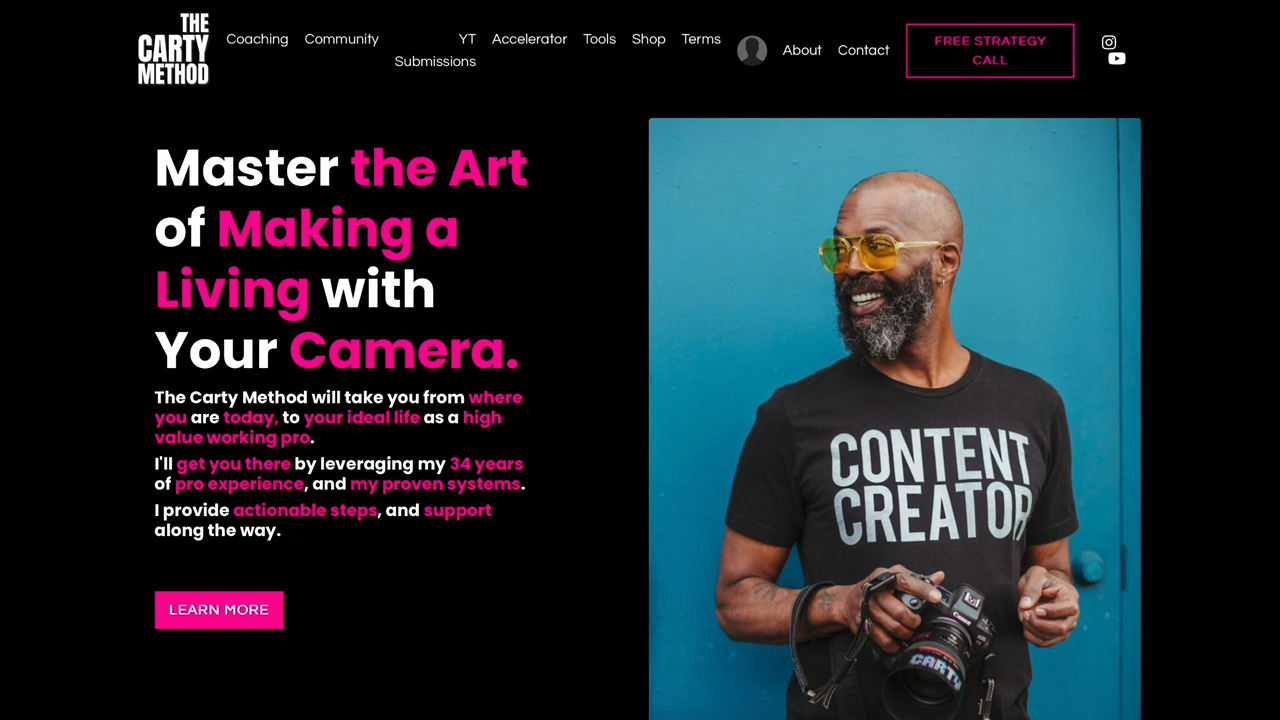 THE
CARTY
METHOD
Coaching
Community
YT
Submissions
Accelerator
Tools
Shop
Terms
About
Contact
FREE STRATEGY
CALL
Master the Art
of Making a
Living with
Your Camera.
The Carty Method will take you from where
you are today, to your ideal life as a high
value working pro.
I'll get you there by leveraging my 34 years
of pro experience, and my proven systems.
I provide actionable steps, and support
along the way.
LEARN MORE
CONTENT
CREATOR
Canon
CARTY